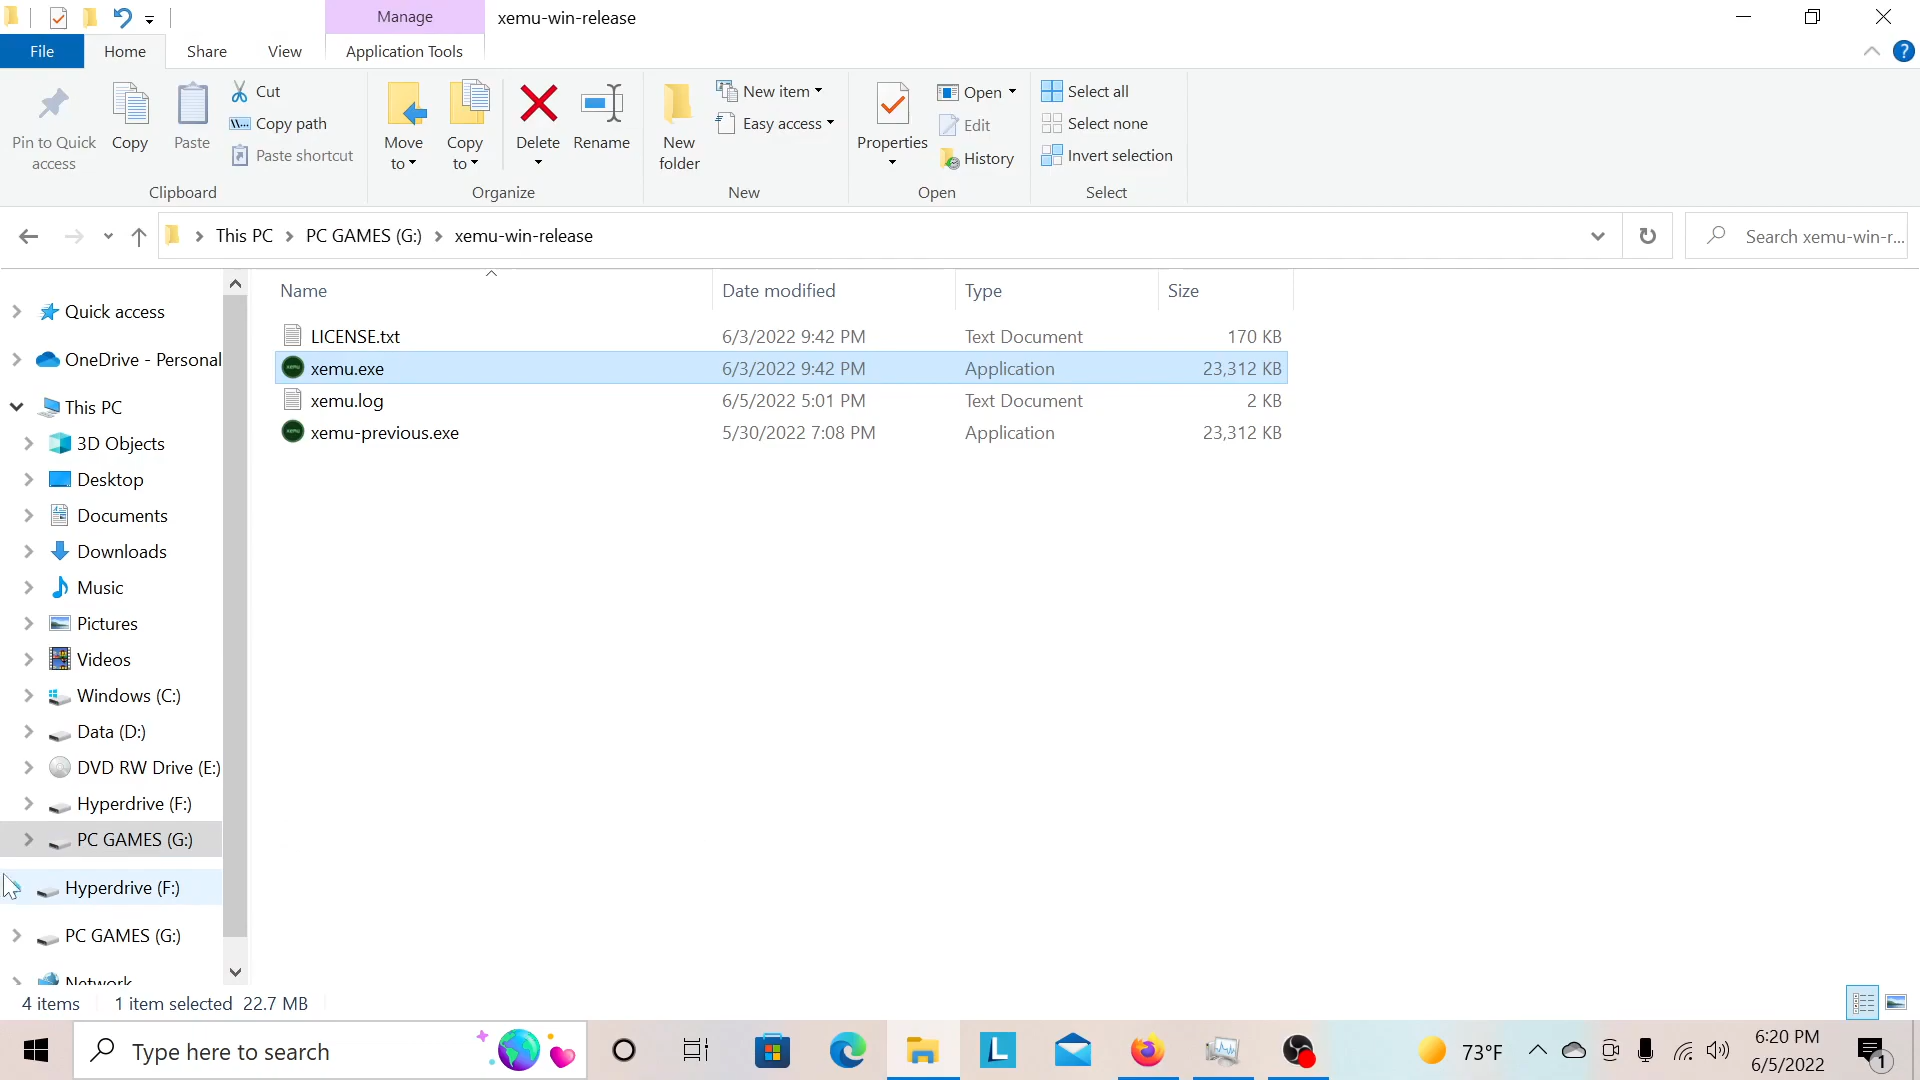 Manage
xemu-win-release
File
Home
Share
View
Application Tools
?
Pin to Quick access
Copy
Paste
Cut
Copy path
Paste shortcut
Clipboard
Move to
Copy to
Delete
Rename
Organize
New folder
New item
Easy access
New
Properties
Open
Edit
History
Open
Select all
Select none
Invert selection
Select
This PC
PC GAMES (G:)
xemu-win-release
Search xemu-win-r...
Name
Date modified
Type
Size
LICENSE.txt 6/3/2022 9:42 PM Text Document 170 KB
xemu.exe 6/3/2022 9:42 PM Application 23,312 KB
xemu.log 6/5/2022 5:01 PM Text Document 2 KB
xemu-previous.exe 5/30/2022 7:08 PM Application 23,312 KB
Quick access
OneDrive - Personal
This PC
3D Objects
Desktop
Documents
Downloads
Music
Pictures
Videos
Windows (C:)
Data (D:)
DVD RW Drive (E:)
Hyperdrive (F:)
PC GAMES (G:)
Hyperdrive (F:)
PC GAMES (G:)
Network
4 items
1 item selected 22.7 MB
Type here to search
L
73°F
6:20 PM
6/5/2022
1